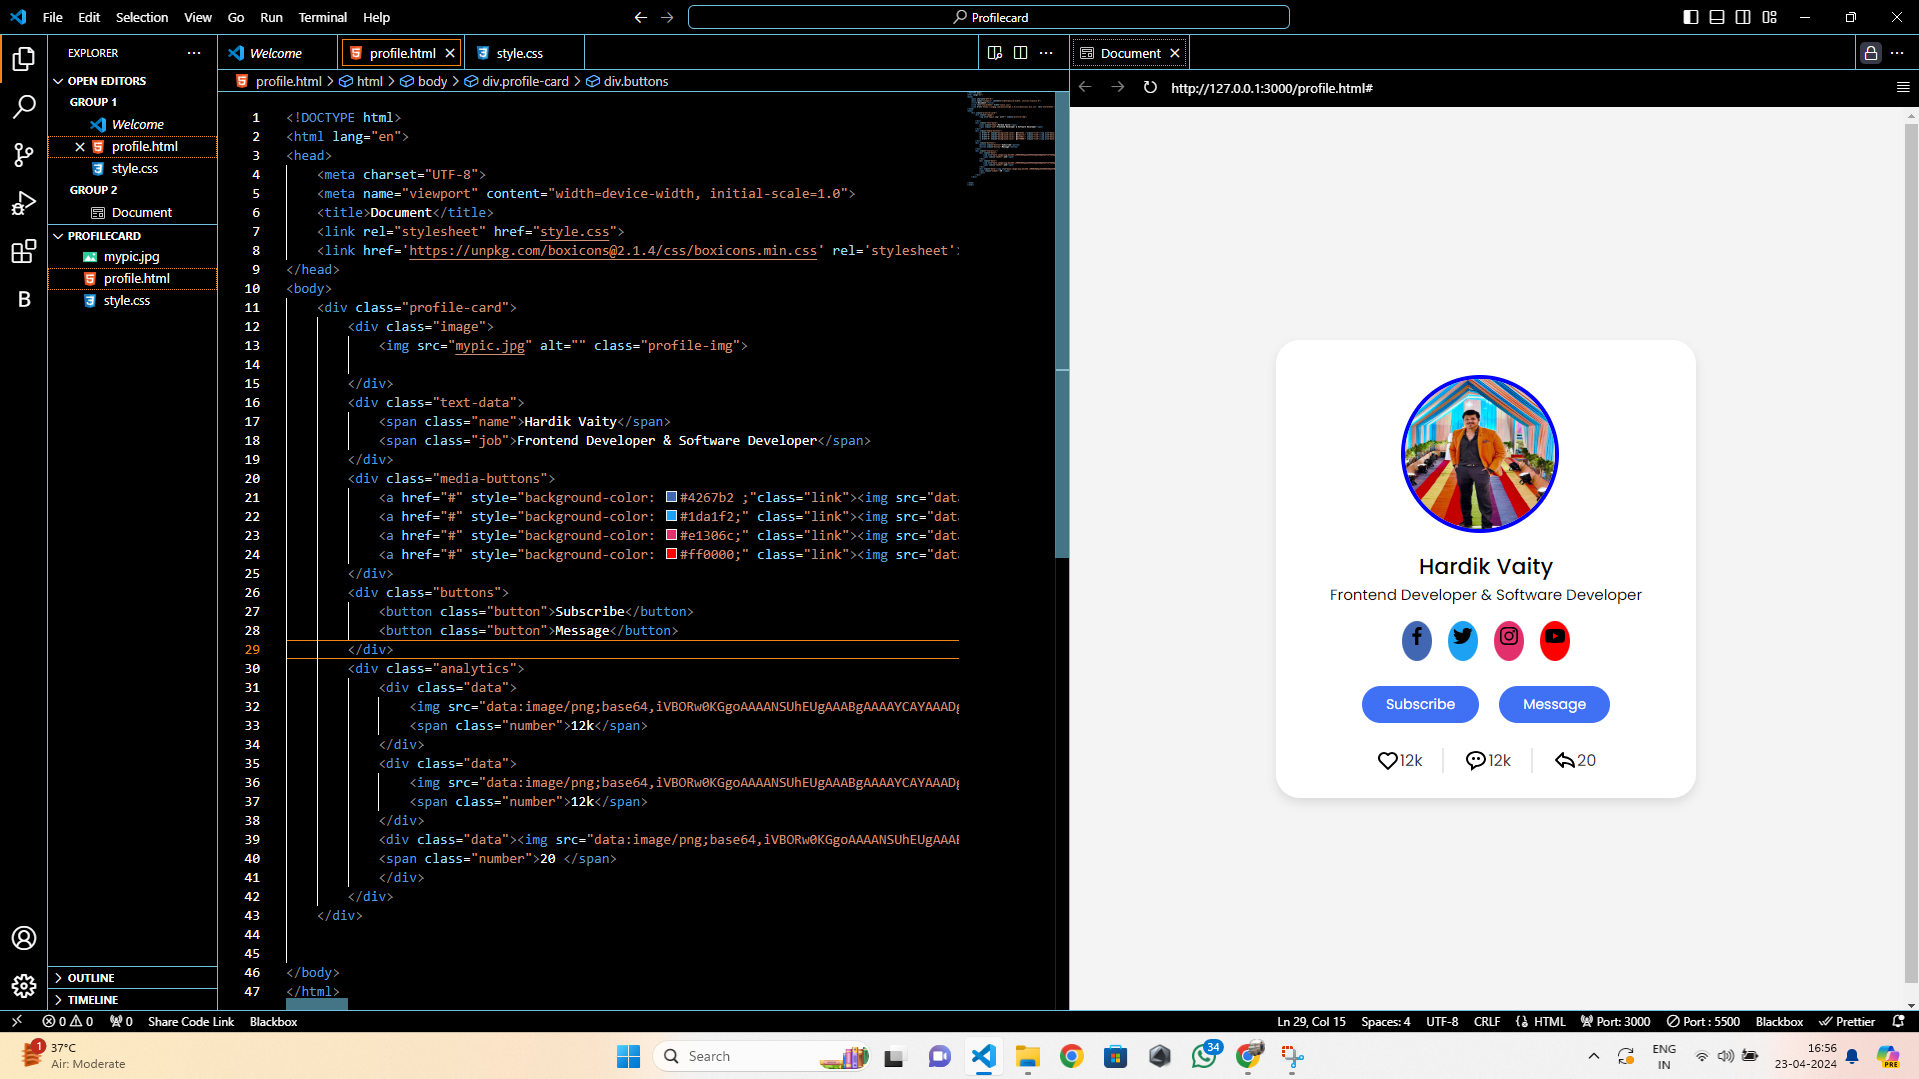 File Edit Selection View Go Run Terminal Help
Profilecard
EXPLORER
OPEN EDITORS
GROUP 1
Welcome
profile.html
style.css
GROUP 2
Document
PROFILECARD
mypic.jpg
profile.html
style.css
B
OUTLINE
TIMELINE
Welcome profile.html style.css
profile.html > html > body > div.profile-card > div.buttons
1 <!DOCTYPE html>
2 <html lang="en">
3 <head>
4 <meta charset="UTF-8">
5 <meta name="viewport" content="width=device-width, initial-scale=1.0">
6 <title>Document</title>
7 <link rel="stylesheet" href="style.css">
8 <link href='https://unpkg.com/boxicons@2.1.4/css/boxicons.min.css' rel='stylesheet'>
9 </head>
10 <body>
11 <div class="profile-card">
12 <div class="image">
13 <img src="mypic.jpg" alt="" class="profile-img">
14
15 </div>
16 <div class="text-data">
17 <span class="name">Hardik Vaity</span>
18 <span class="job">Frontend Developer & Software Developer</span>
19 </div>
20 <div class="media-buttons">
21 <a href="#" style="background-color: #4267b2 ;"class="link"><img src="data
22 <a href="#" style="background-color: #1da1f2;" class="link"><img src="data
23 <a href="#" style="background-color: #e1306c;" class="link"><img src="data
24 <a href="#" style="background-color: #ff0000;" class="link"><img src="data
25 </div>
26 <div class="buttons">
27 <button class="button">Subscribe</button>
28 <button class="button">Message</button>
29 </div>
30 <div class="analytics">
31 <div class="data">
32 <img src="data:image/png;base64,iVBORw0KGgoAAAANSUhEUgAAABgAAAAYCAYAAADg
33 <span class="number">12k</span>
34 </div>
35 <div class="data">
36 <img src="data:image/png;base64,iVBORw0KGgoAAAANSUhEUgAAABgAAAAYCAYAAADg
37 <span class="number">12k</span>
38 </div>
39 <div class="data"><img src="data:image/png;base64,iVBORw0KGgoAAAANSUhEUgAAAB
40 <span class="number">20 </span>
41 </div>
42 </div>
43 </div>
44
45
46 </body>
47 </html>
Document
http://127.0.0.1:3000/profile.html#
Hardik Vaity
Frontend Developer & Software Developer
Subscribe Message
12k 12k 20
0 0 0 Share Code Link Blackbox
Ln 29, Col 15 Spaces: 4 UTF-8 CRLF HTML Port: 3000 Port : 5500 Blackbox Prettier
1
37°C
Air: Moderate
Search
34
ENG
IN
16:56
23-04-2024
PRE